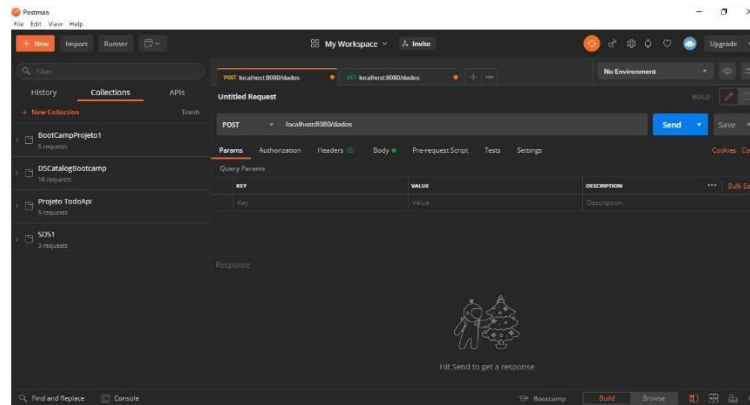 Postman
File Edit View Help
+ New Import Runner My Workspace Invite Upgrade
Filter
History Collections APIs
+ New Collection Trash
BootCampProjeto1
5 requests
DSCatalogBootcamp
16 requests
Projeto TodoApi
5 requests
SDS1
3 requests
POST localhost:8080/dados GET localhost:8080/dados + No Environment
Untitled Request BUILD
POST localhost:8080/dados Send Save
Params Authorization Headers Body Pre-request Script Tests Settings Cookies
Query Params
KEY VALUE DESCRIPTION Bulk
Key Value Description
Response
Hit Send to get a response
Find and Replace Console Bootcamp Build Browse